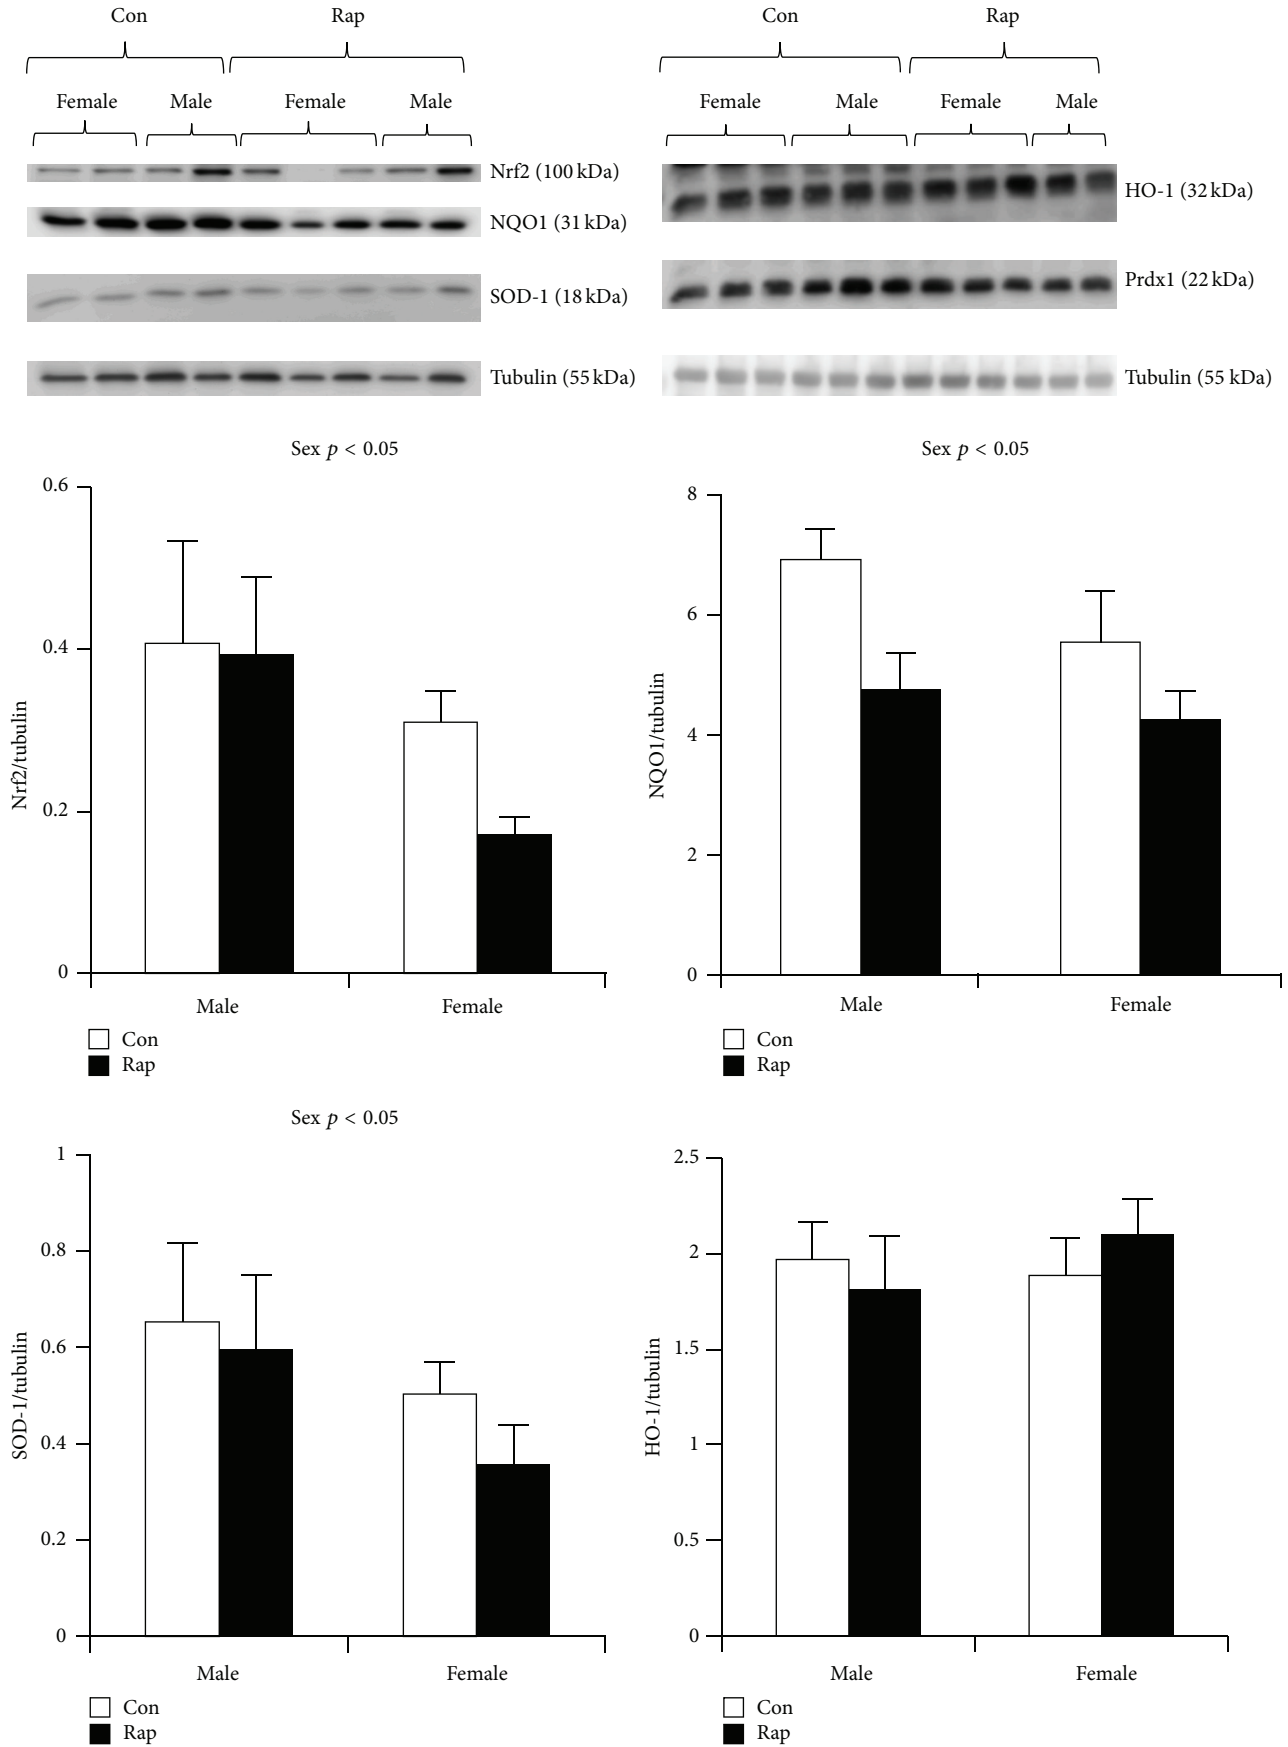 Con Rap
Female Male Female Male
Nrf2 (100 kDa)
NQO1 (31 kDa)
SOD-1 (18 kDa)
Tubulin (55 kDa)
Con Rap
Female Male Female Male
HO-1 (32 kDa)
Prdx1 (22 kDa)
Tubulin (55 kDa)
Sex p < 0.05
0.6
0.4
0.2
0
Nrf2/tubulin
Male Female
Con
Rap
Sex p < 0.05
8
6
4
2
0
NQO1/tubulin
Male Female
Con
Rap
Sex p < 0.05
1
0.8
0.6
0.4
0.2
0
SOD-1/tubulin
Male Female
Con
Rap
2.5
2
1.5
1
0.5
0
HO-1/tubulin
Male Female
Con
Rap